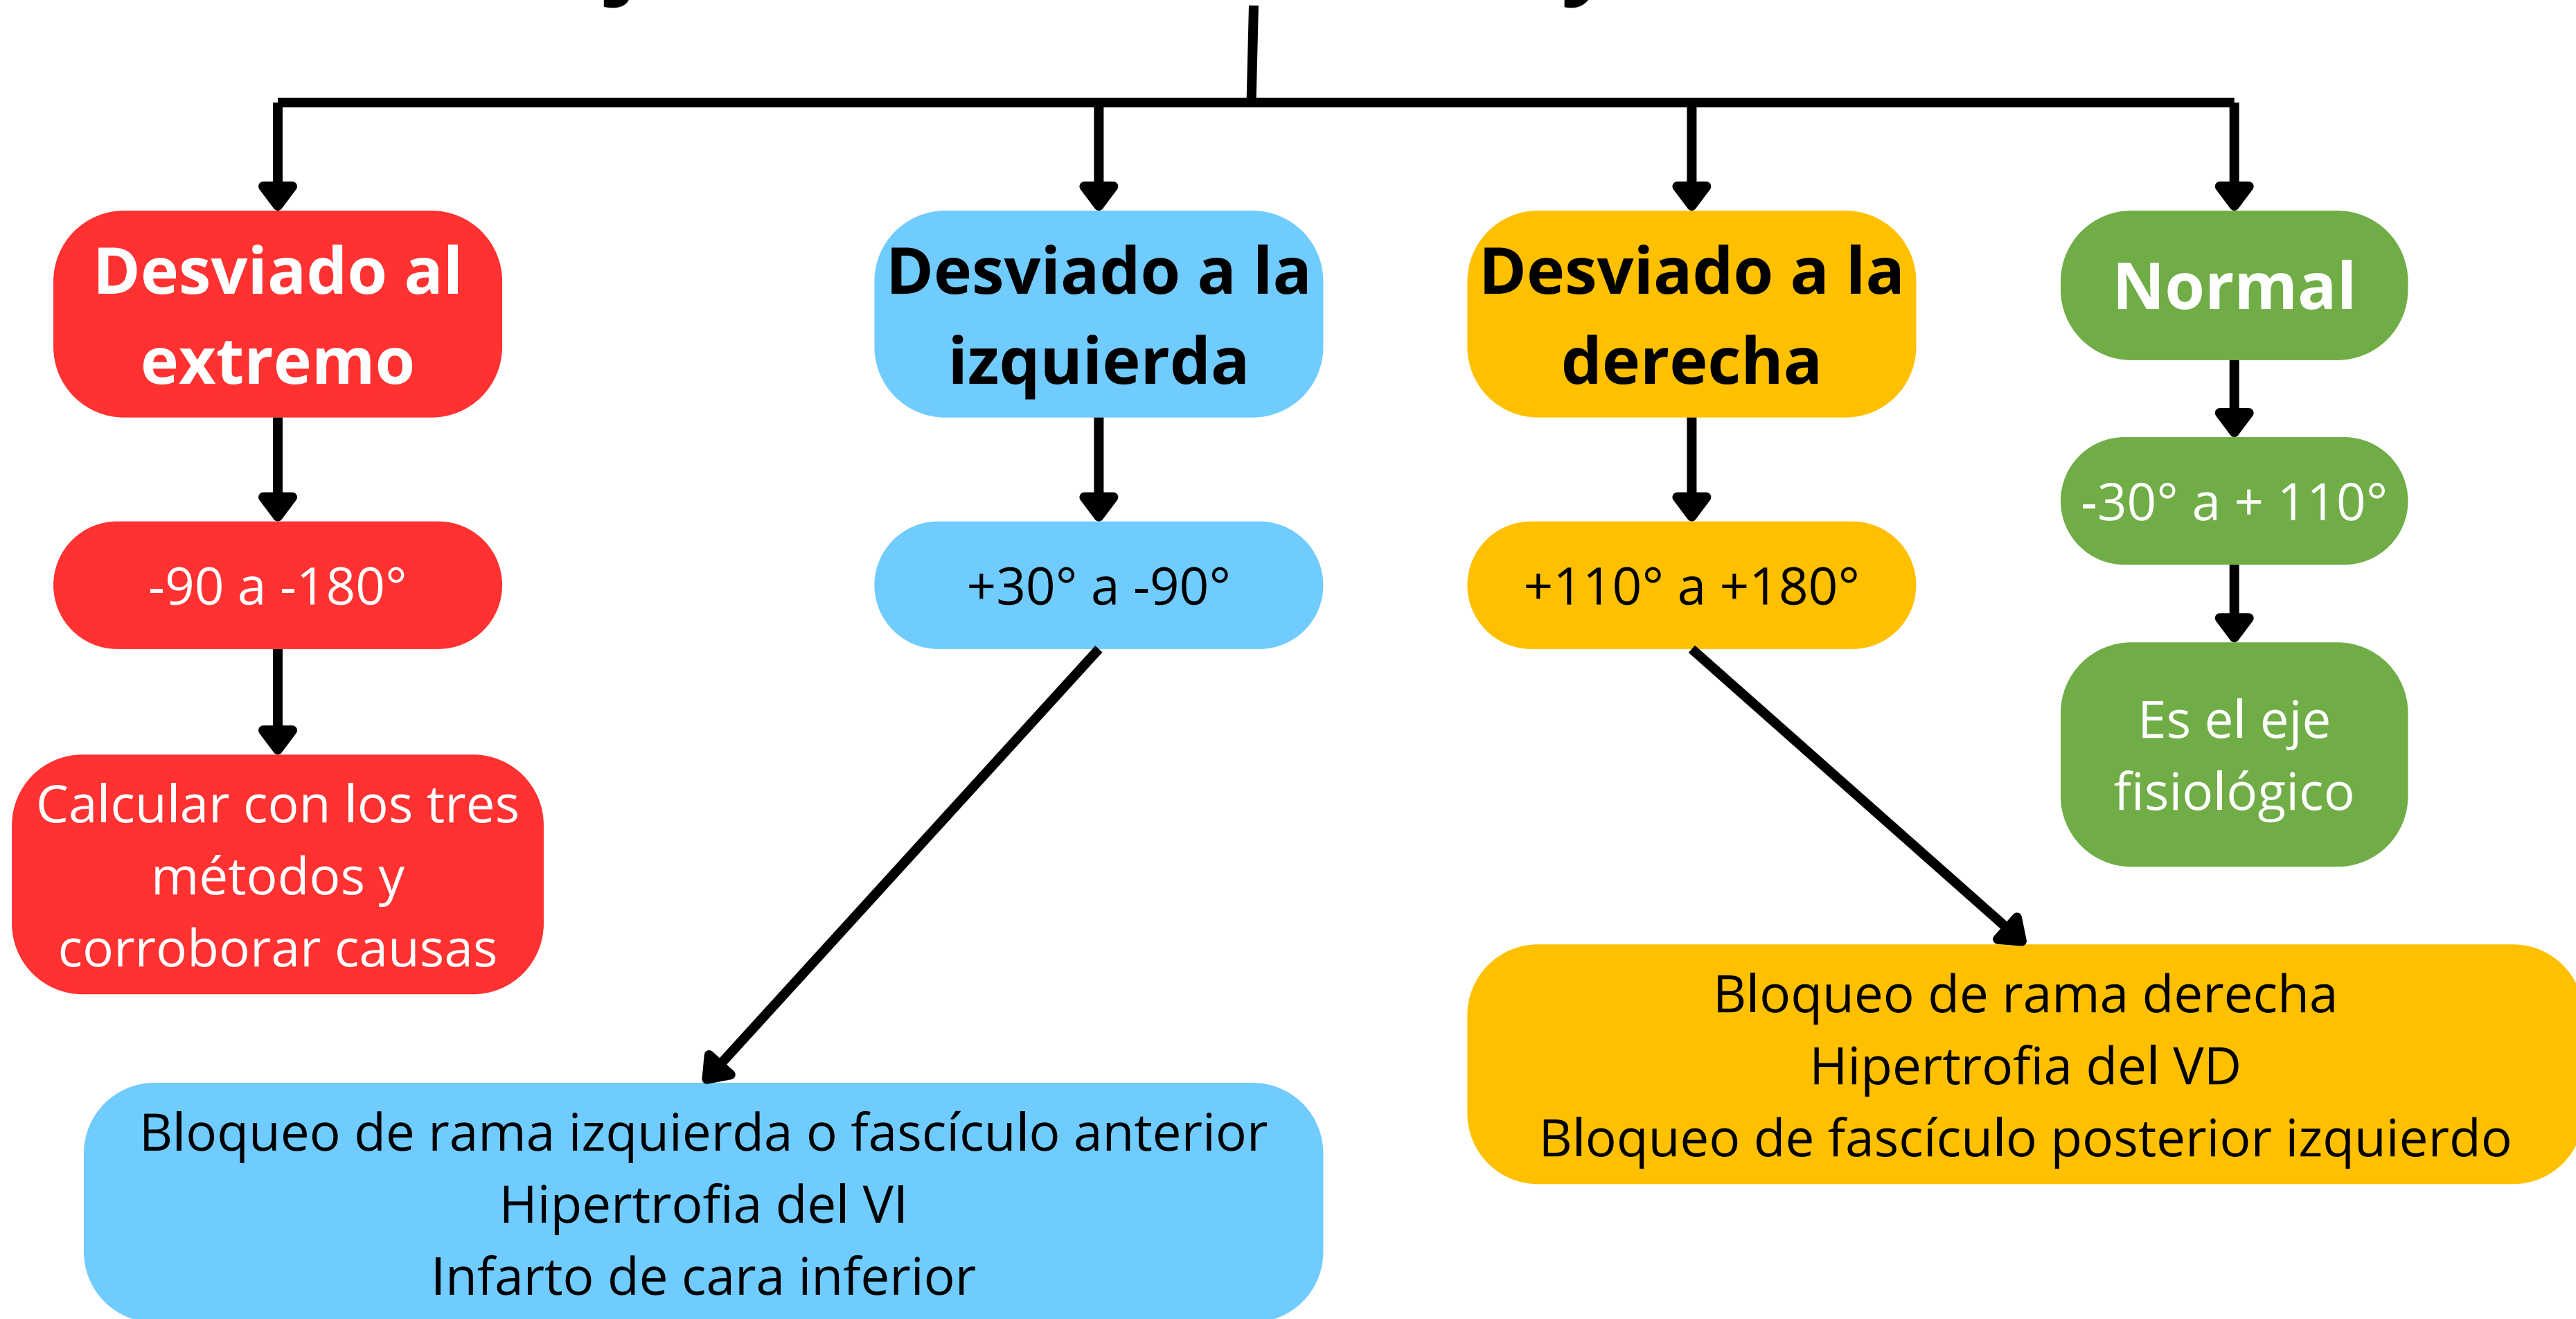 Desviado al
extremo
-90 a -180°
Calcular con los tres
métodos y
corroborar causas
Desviado a la
izquierda
+30° a -90°
Bloqueo de rama izquierda o fascículo anterior
Hipertrofia del VI
Infarto de cara inferior
Desviado a la
derecha
+110° a +180°
Bloqueo de rama derecha
Hipertrofia del VD
Bloqueo de fascículo posterior izquierdo
Normal
-30° a + 110°
Es el eje
fisiológico